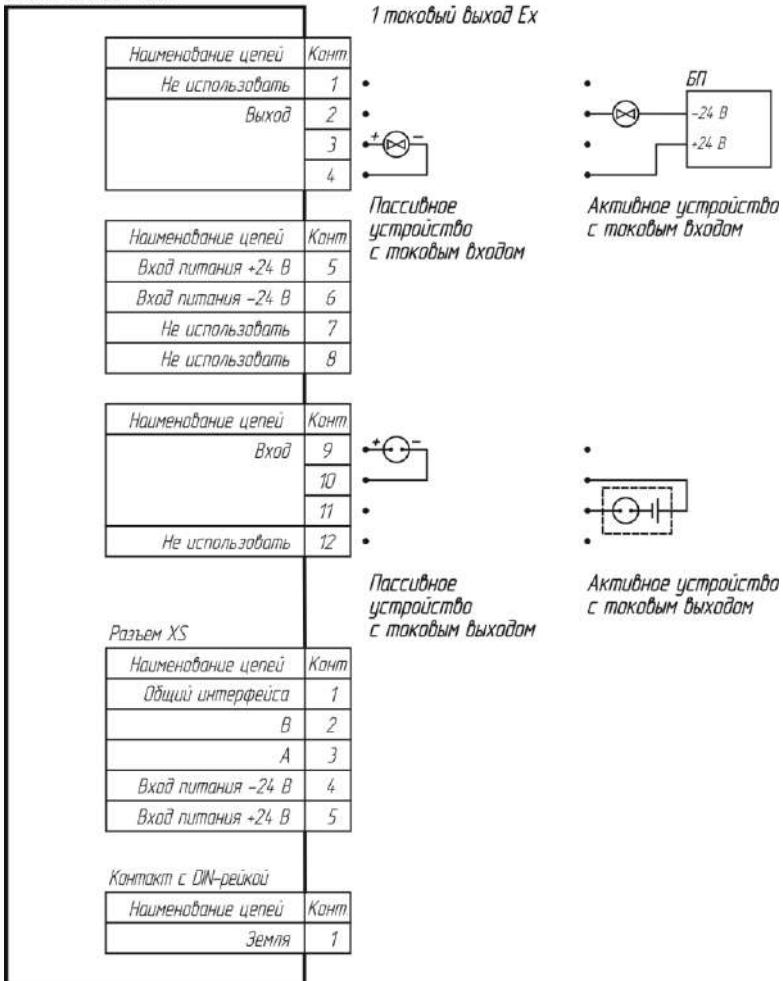 1 токовый выход Ex
Наименование цепей Конт.
Не использовать 1
Выход 2
3
4
+ −
БП
−24 В
+24 В
Пассивное
устройство
с токовым входом
Активное устройство
с токовым входом
Наименование цепей Конт.
Вход питания +24 В 5
Вход питания −24 В 6
Не использовать 7
Не использовать 8
Наименование цепей Конт.
Вход 9
10
11
Не использовать 12
+ −
Пассивное
устройство
с токовым выходом
Активное устройство
с токовым выходом
Разъем XS
Наименование цепей Конт.
Общий интерфейса 1
B 2
A 3
Вход питания −24 В 4
Вход питания +24 В 5
Контакт с DIN-рейкой
Наименование цепей Конт.
Земля 1